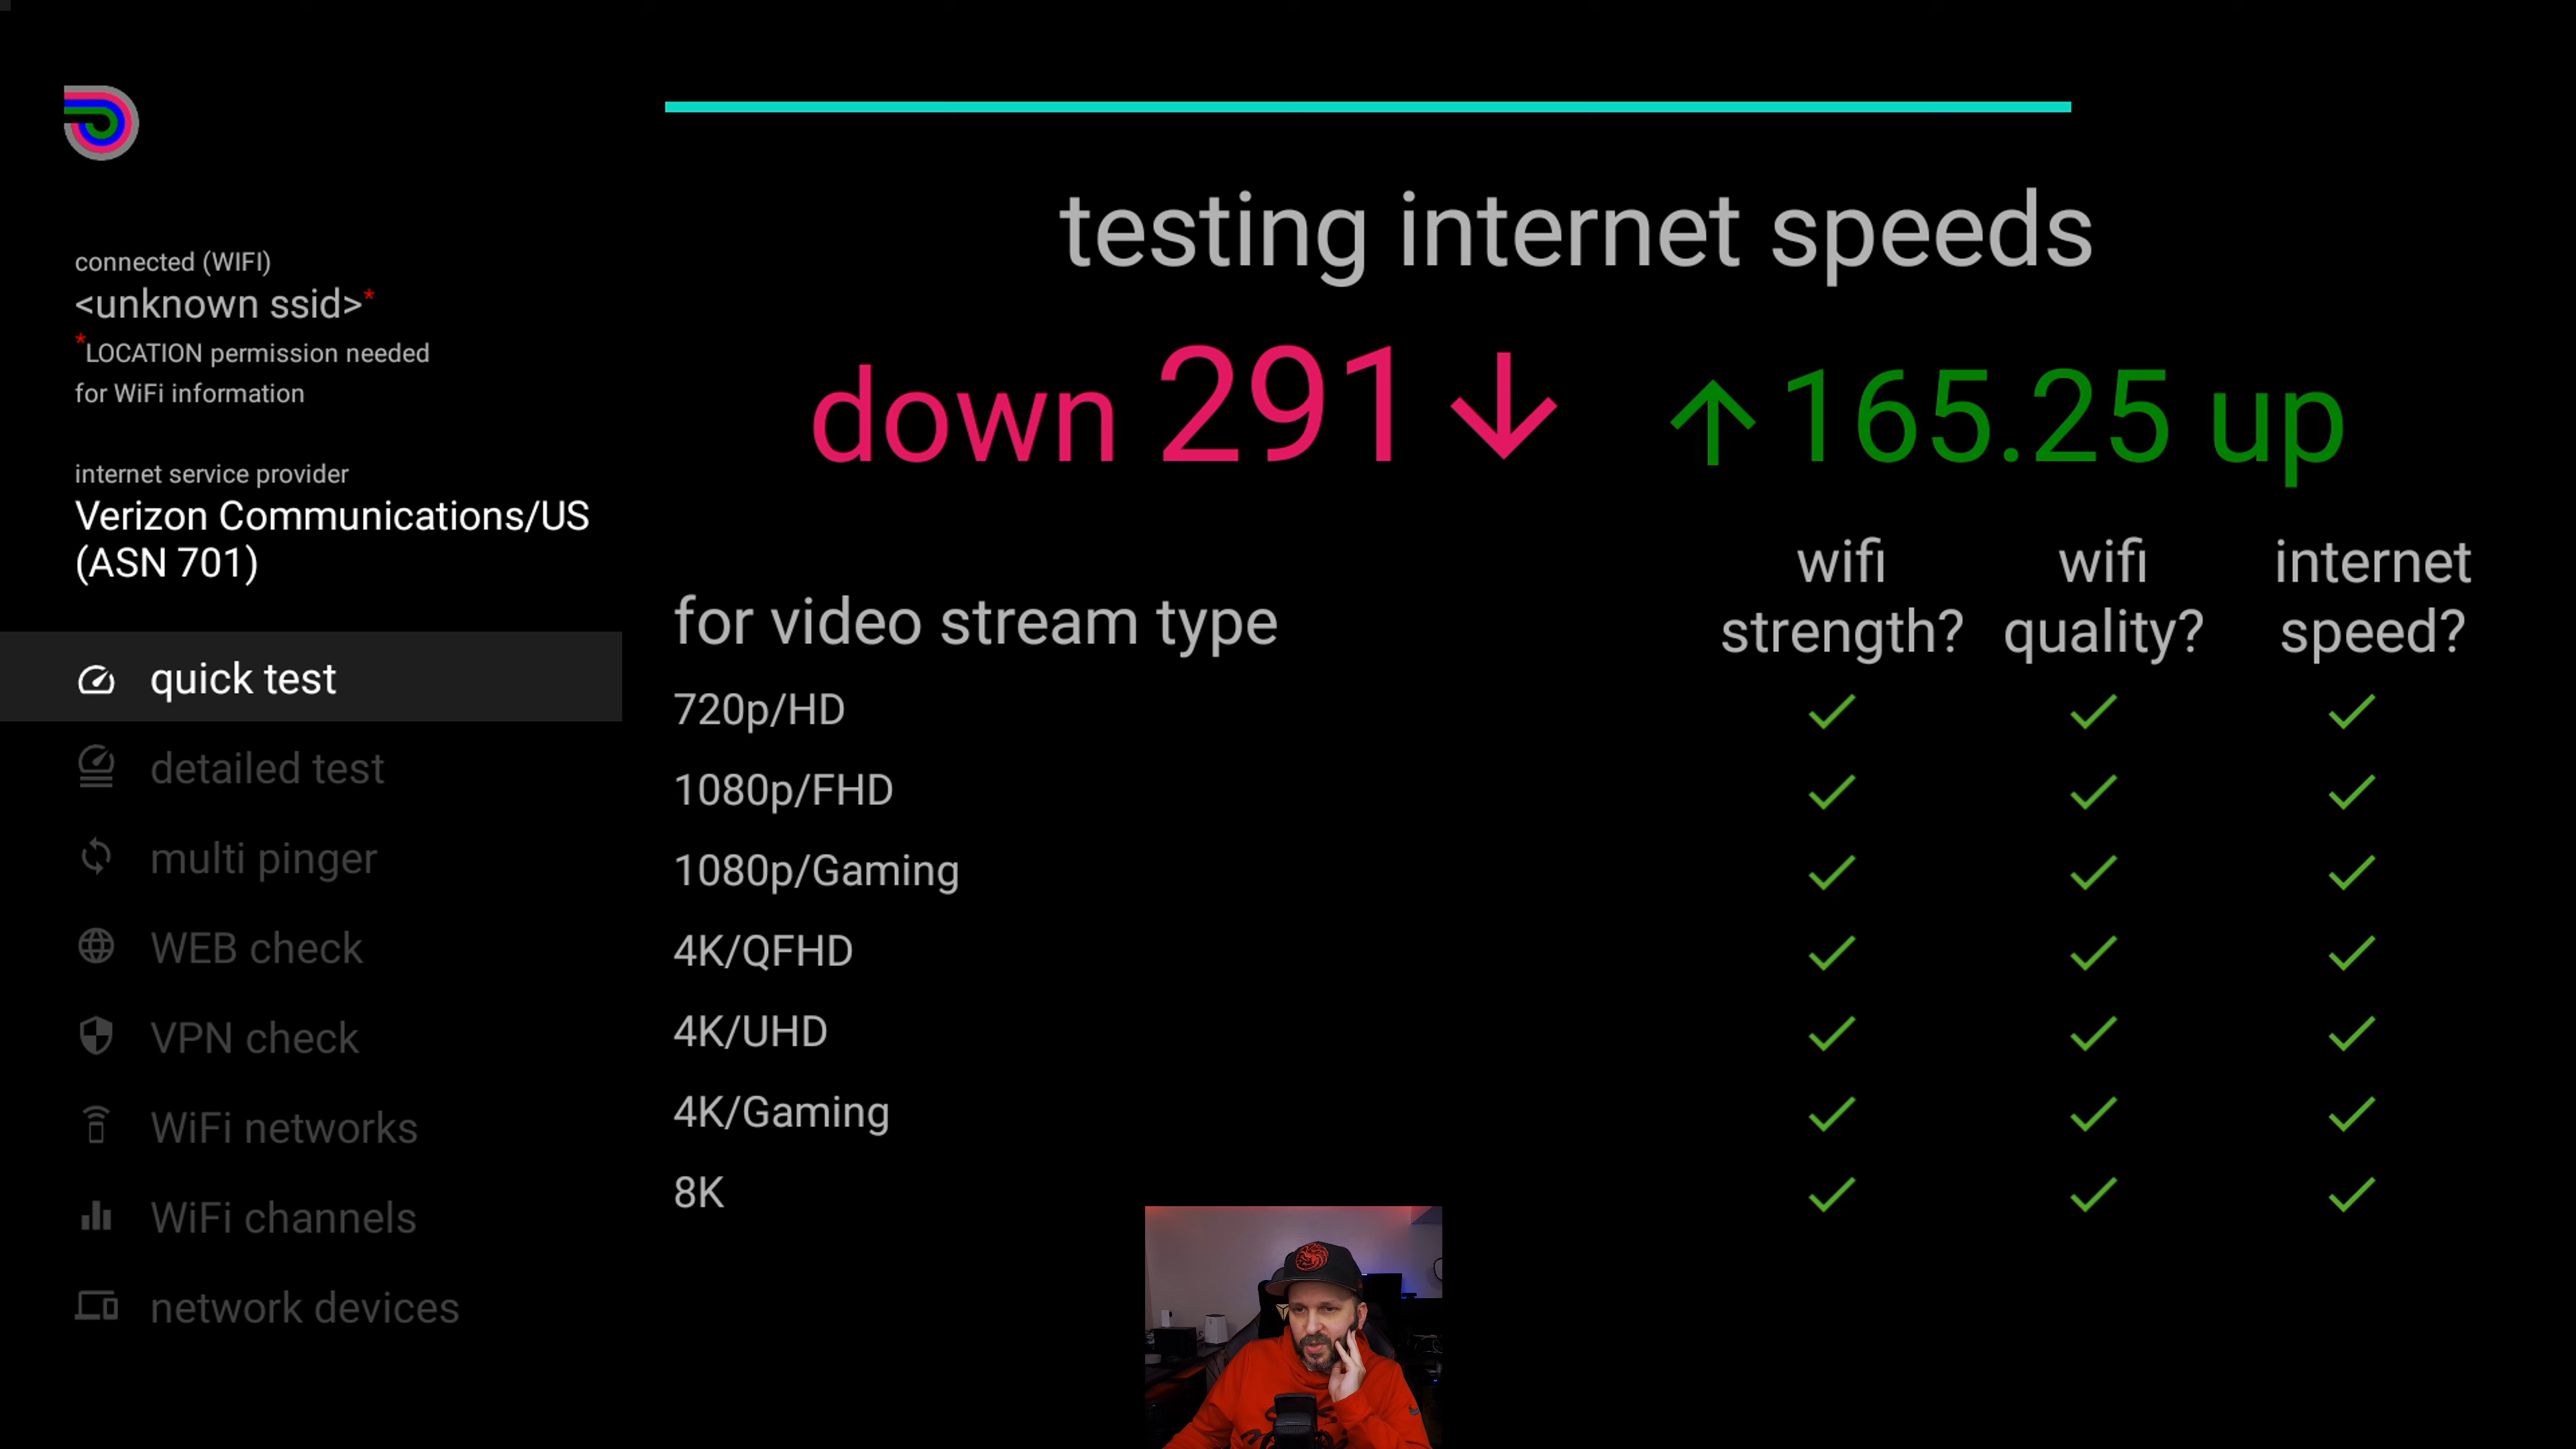 connected (WIFI)
<unknown ssid>*
*LOCATION permission needed
for WiFi information
internet service provider
Verizon Communications/US
(ASN 701)
quick test
detailed test
multi pinger
WEB check
VPN check
WiFi networks
WiFi channels
network devices
testing internet speeds
down 291↓ ↑165.25 up
for video stream type
wifi strength?
wifi quality?
internet speed?
720p/HD
1080p/FHD
1080p/Gaming
4K/QFHD
4K/UHD
4K/Gaming
8K